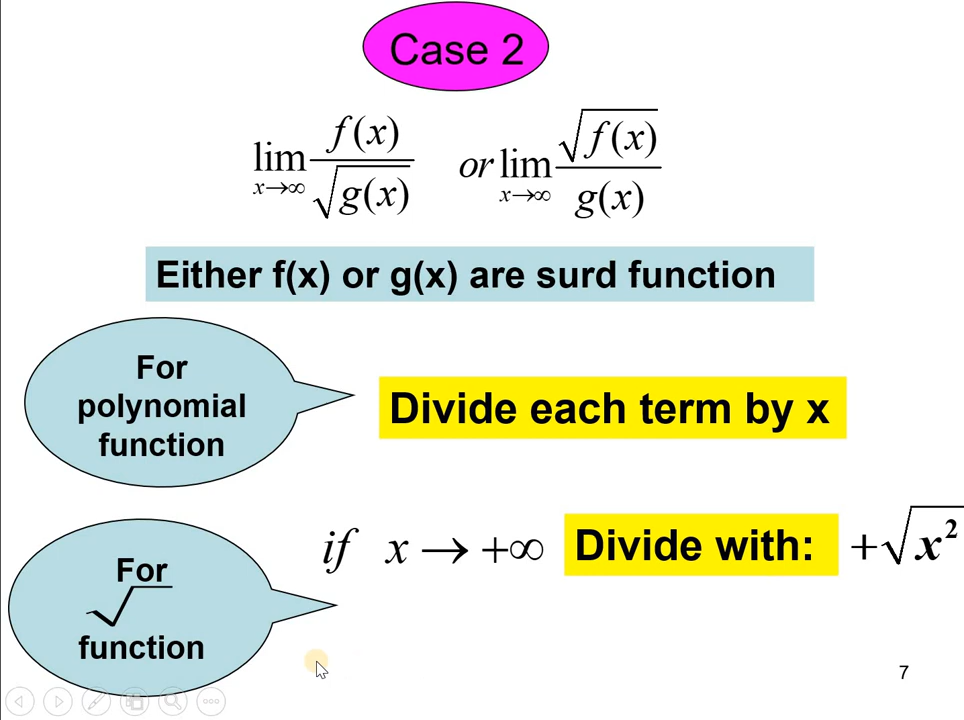 Case 2
lim x→∞ f(x)/√g(x) or lim x→∞ √f(x)/g(x)
Either f(x) or g(x) are surd function
For
polynomial
function
Divide each term by x
if x → +∞ Divide with: +√x²
For
√
function
7